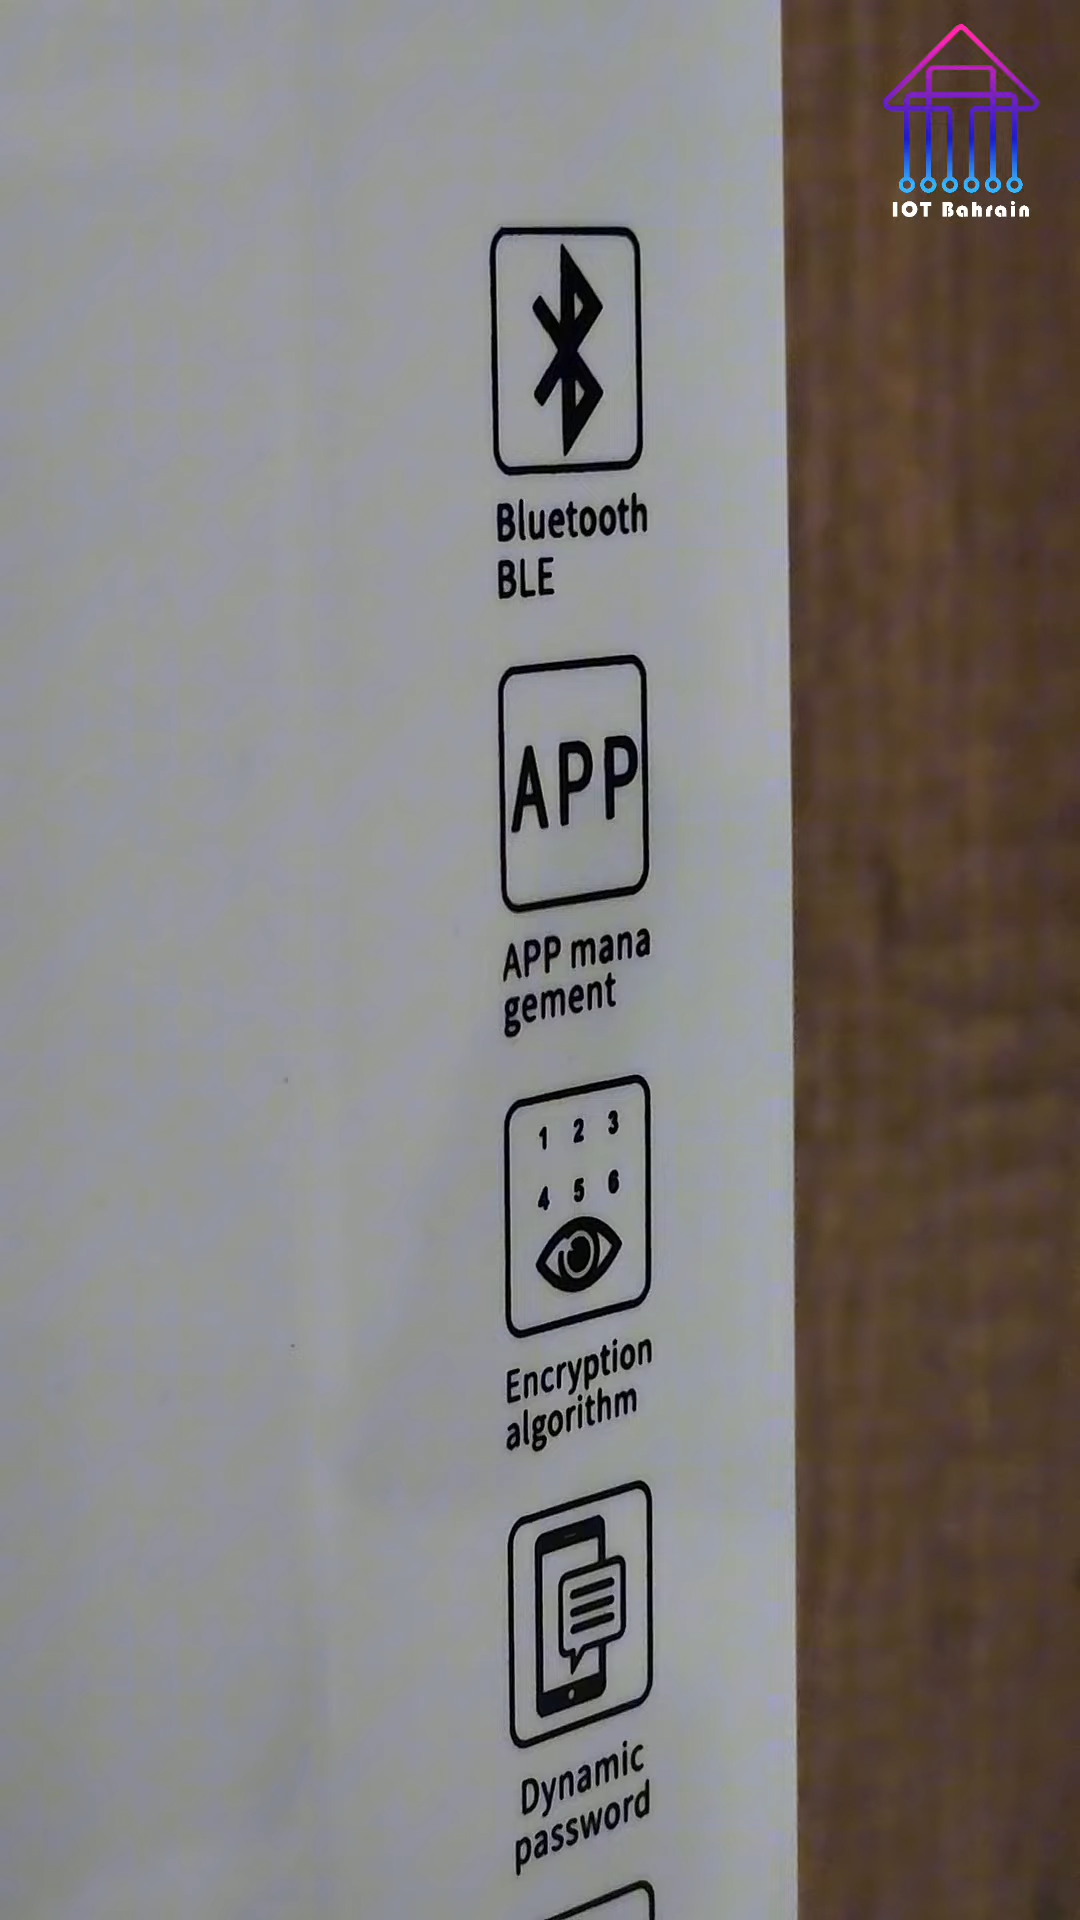 IOT Bahrain
Bluetooth
BLE
APP
APP mana
gement
1 2 3
4 5 6
Encryption
algorithm
Dynamic
password